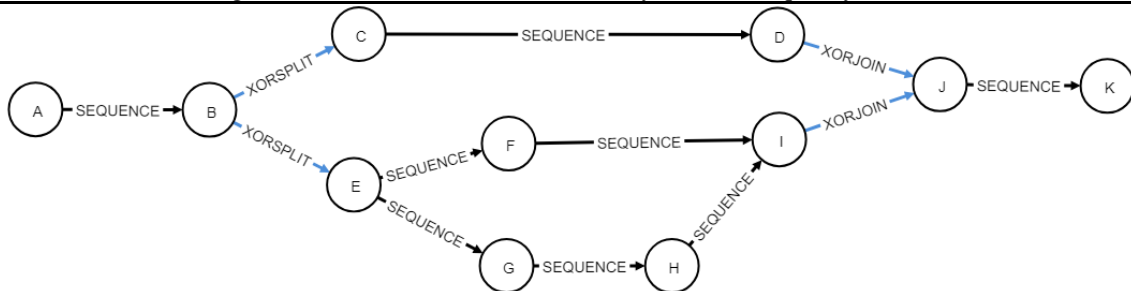 C
SEQUENCE
D
XORSPLIT
XORJOIN
A
SEQUENCE
B
J
SEQUENCE
K
XORSPLIT
XORJOIN
E
SEQUENCE
F
SEQUENCE
I
SEQUENCE
SEQUENCE
G
SEQUENCE
H